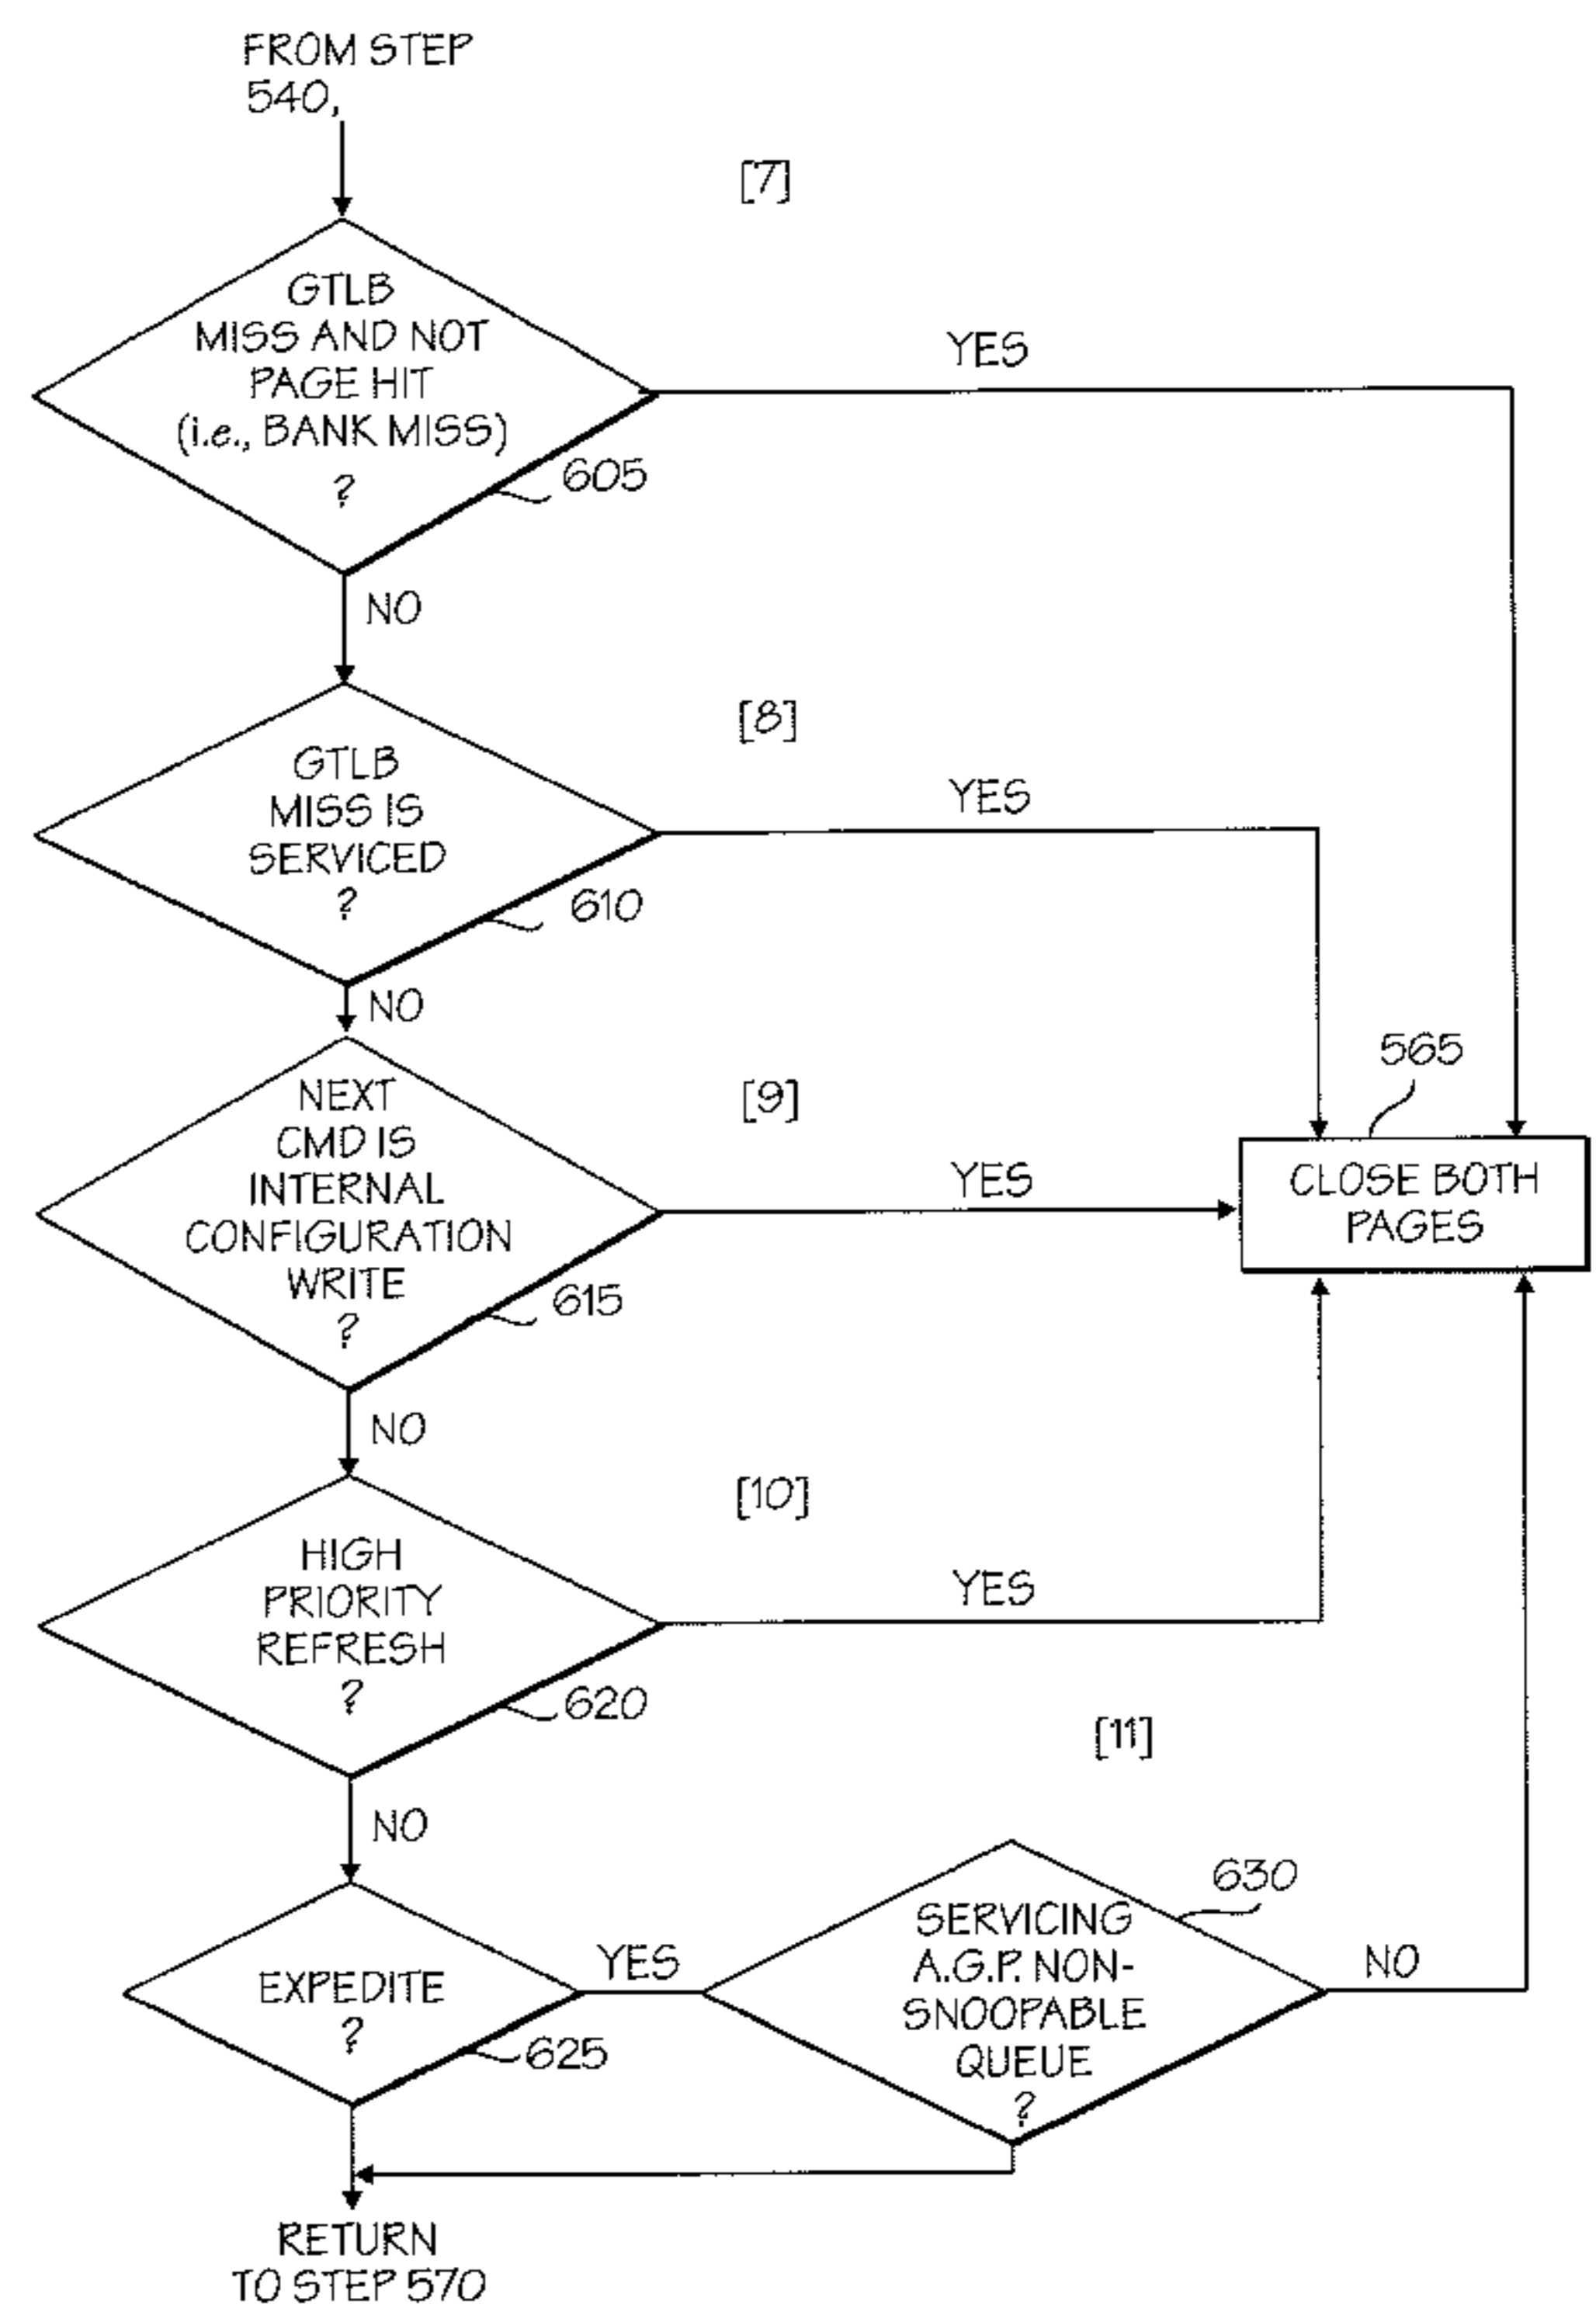 FROM STEP
540,
[7]
GTLB
MISS AND NOT
PAGE HIT
(i.e., BANK MISS)
?
YES
605
NO
[8]
GTLB
MISS IS
SERVICED
?
YES
610
NO
565
CLOSE BOTH
PAGES
[9]
NEXT
CMD IS
INTERNAL
CONFIGURATION
WRITE
?
YES
615
NO
[10]
HIGH
PRIORITY
REFRESH
?
YES
620
NO
[11]
EXPEDITE
?
YES
625
630
SERVICING
A.G.P. NON-
SNOOPABLE
QUEUE
?
NO
RETURN
TO STEP 570